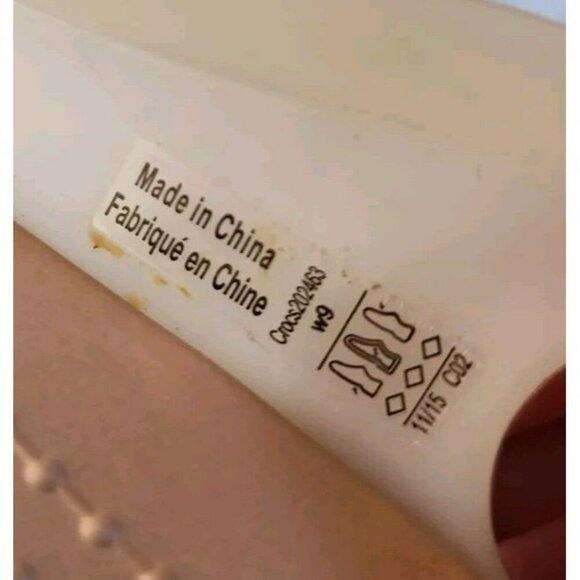 Made in China
Fabriqué en Chine
Crocs202463
W9
11/15 C02